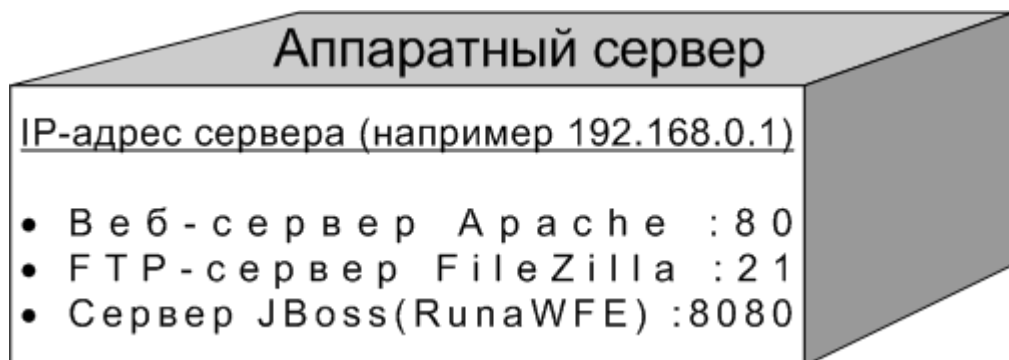 Аппаратный сервер
IP-адрес сервера (например 192.168.0.1)
• Веб-сервер Apache :80
• FTP-сервер FileZilla :21
• Сервер JBoss(RunaWFE) :8080